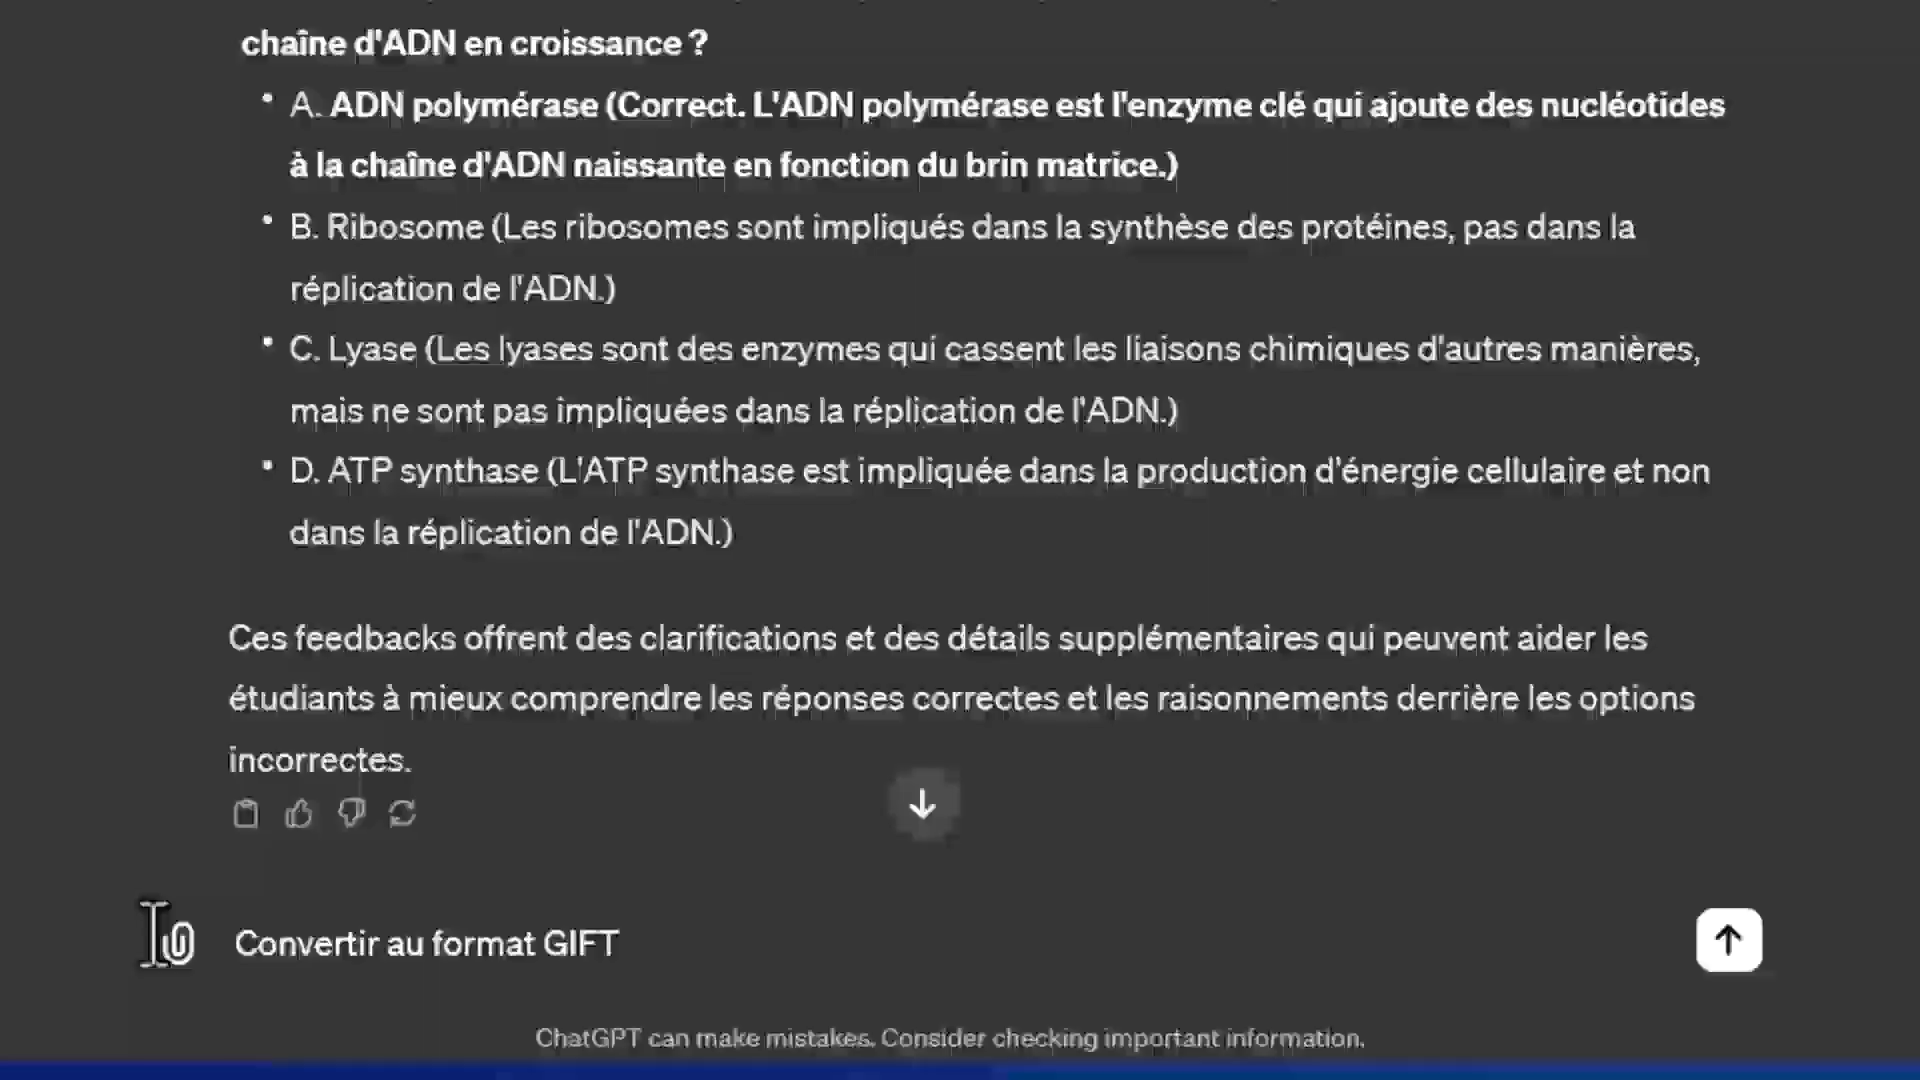 chaîne d'ADN en croissance ?
• A. ADN polymérase (Correct. L'ADN polymérase est l'enzyme clé qui ajoute des nucléotides
à la chaîne d'ADN naissante en fonction du brin matrice.)
• B. Ribosome (Les ribosomes sont impliqués dans la synthèse des protéines, pas dans la
réplication de l'ADN.)
• C. Lyase (Les lyases sont des enzymes qui cassent les liaisons chimiques d'autres manières,
mais ne sont pas impliquées dans la réplication de l'ADN.)
• D. ATP synthase (L'ATP synthase est impliquée dans la production d'énergie cellulaire et non
dans la réplication de l'ADN.)
Ces feedbacks offrent des clarifications et des détails supplémentaires qui peuvent aider les
étudiants à mieux comprendre les réponses correctes et les raisonnements derrière les options
incorrectes.
Convertir au format GIFT
ChatGPT can make mistakes. Consider checking important information.